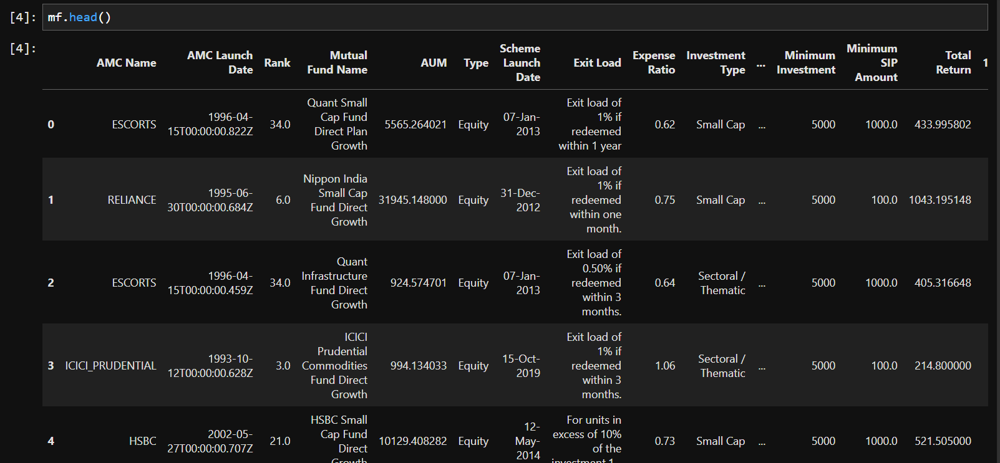 [4]: mf.head()
[4]:
AMC Name AMC Launch Date Rank Mutual Fund Name AUM Type Scheme Launch Date Exit Load Expense Ratio Investment Type ... Minimum Investment Minimum SIP Amount Total Return 1
0 ESCORTS 1996-04-15T00:00:00.822Z 34.0 Quant Small Cap Fund Direct Plan Growth 5565.264021 Equity 07-Jan-2013 Exit load of 1% if redeemed within 1 year 0.62 Small Cap ... 5000 1000.0 433.995802
1 RELIANCE 1995-06-30T00:00:00.684Z 6.0 Nippon India Small Cap Fund Direct Growth 31945.148000 Equity 31-Dec-2012 Exit load of 1% if redeemed within one month. 0.75 Small Cap ... 5000 100.0 1043.195148
2 ESCORTS 1996-04-15T00:00:00.459Z 34.0 Quant Infrastructure Fund Direct Growth 924.574701 Equity 07-Jan-2013 Exit load of 0.50% if redeemed within 3 months. 0.64 Sectoral / Thematic ... 5000 1000.0 405.316648
3 ICICI_PRUDENTIAL 1993-10-12T00:00:00.628Z 3.0 ICICI Prudential Commodities Fund Direct Growth 994.134033 Equity 15-Oct-2019 Exit load of 1% if redeemed within 3 months. 1.06 Sectoral / Thematic ... 5000 100.0 214.800000
4 HSBC 2002-05-27T00:00:00.707Z 21.0 HSBC Small Cap Fund Direct Growth 10129.408282 Equity 12-May-2014 For units in excess of 10% of the investment,1 0.73 Small Cap ... 5000 1000.0 521.505000